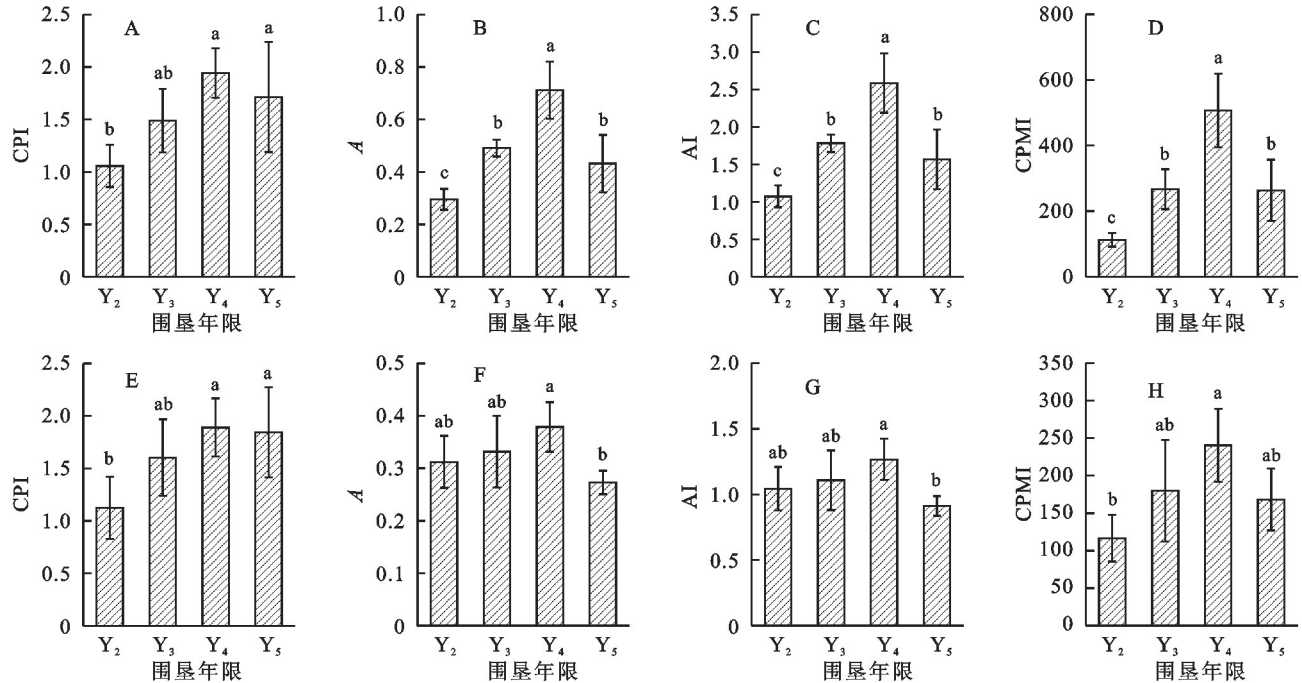 A
CPI
2.5
2.0
1.5
1.0
0.5
0
b
ab
a
a
Y₂ Y₃ Y₄ Y₅
围垦年限
B
A
1.0
0.8
0.6
0.4
0.2
0
c
b
a
b
Y₂ Y₃ Y₄ Y₅
围垦年限
C
AI
3.5
3.0
2.5
2.0
1.5
1.0
0.5
0
c
b
a
b
Y₂ Y₃ Y₄ Y₅
围垦年限
D
CPMI
800
600
400
200
0
c
b
a
b
Y₂ Y₃ Y₄ Y₅
围垦年限
E
CPI
2.5
2.0
1.5
1.0
0.5
0
b
ab
a
a
Y₂ Y₃ Y₄ Y₅
围垦年限
F
A
0.5
0.4
0.3
0.2
0.1
0
ab
ab
a
b
Y₂ Y₃ Y₄ Y₅
围垦年限
G
AI
2.0
1.5
1.0
0.5
0
ab
ab
a
b
Y₂ Y₃ Y₄ Y₅
围垦年限
H
CPMI
350
300
250
200
150
100
50
0
b
ab
a
ab
Y₂ Y₃ Y₄ Y₅
围垦年限